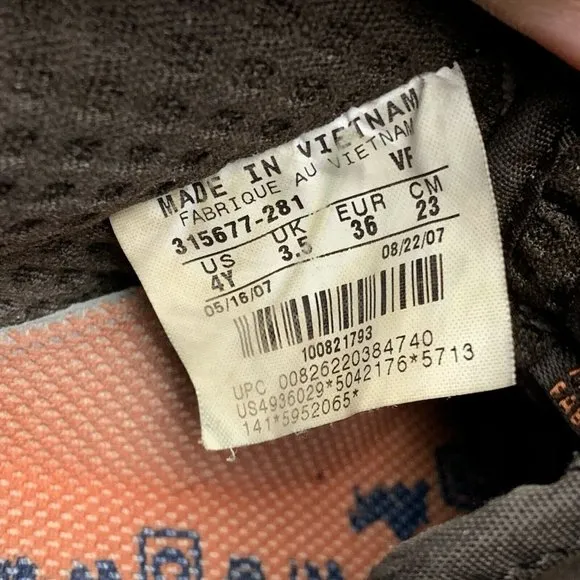 MADE IN VIETNAM
FABRIQUE AU VIETNAM
315677-281 VF
US UK EUR CM
4Y 3.5 36 23
05/16/07 08/22/07
100821793
UPC 00826220384740
US4936029*5042176*5713
141*5952065*